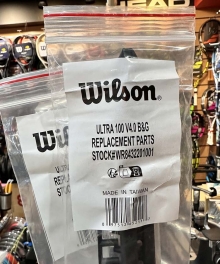 HEAD
Wilson
ULTRA 100 V4.0 B&G
REPLACEMENT PARTS
STOCK#WR8432201001
MADE IN TAIWAN
W